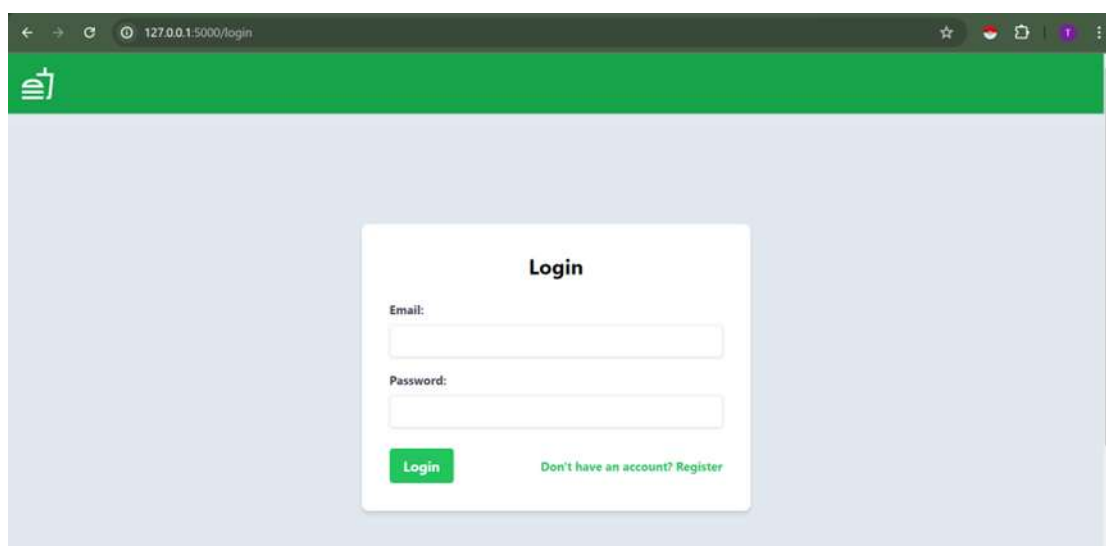 127.0.0.1:5000/login
T
Login
Email:
Password:
Login Don't have an account? Register